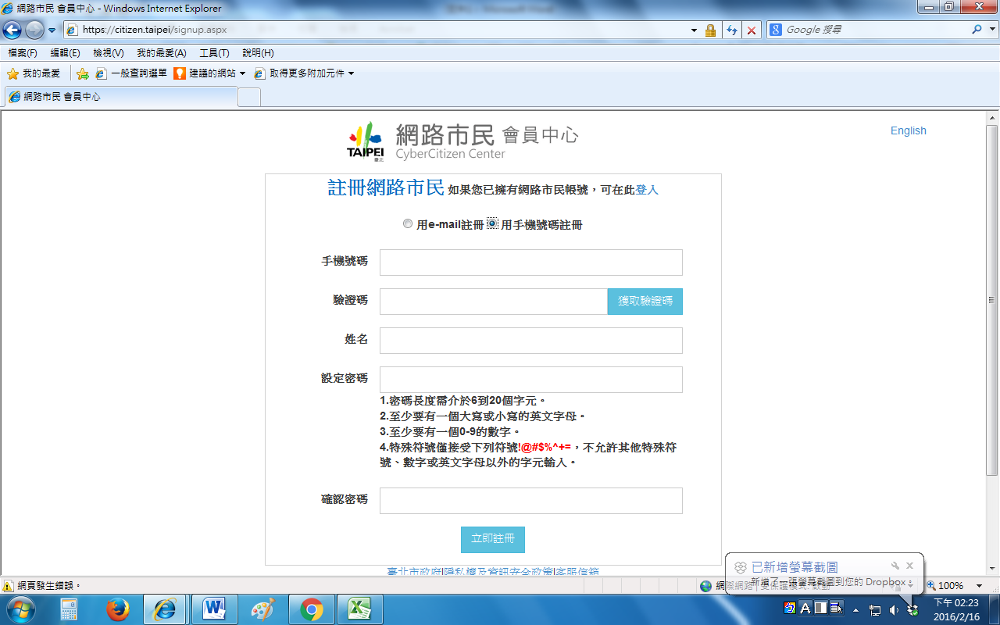 網路市民 會員中心 - Windows Internet Explorer
https://citizen.taipei/signup.aspx
Google 搜尋
檔案(F) 編輯(E) 檢視(V) 我的最愛(A) 工具(T) 說明(H)
我的最愛 一般查詢選單 建議的網站 取得更多附加元件
網路市民 會員中心
English
TAIPEI
臺北
網路市民 會員中心
CyberCitizen Center
註冊網路市民 如果您已擁有網路市民帳號，可在此登入
用e-mail註冊 用手機號碼註冊
手機號碼
驗證碼 獲取驗證碼
姓名
設定密碼
1.密碼長度需介於6到20個字元。
2.至少要有一個大寫或小寫的英文字母。
3.至少要有一個0-9的數字。
4.特殊符號僅接受下列符號!@#$%^+=，不允許其他特殊符
號、數字或英文字母以外的字元輸入。
確認密碼
立即註冊
臺北市政府|隱私權及資訊安全政策|客服信箱
已新增螢幕截圖
新增了一張螢幕截圖到您的 Dropbox
網頁發生錯誤。
100%
下午 02:23
2016/2/16